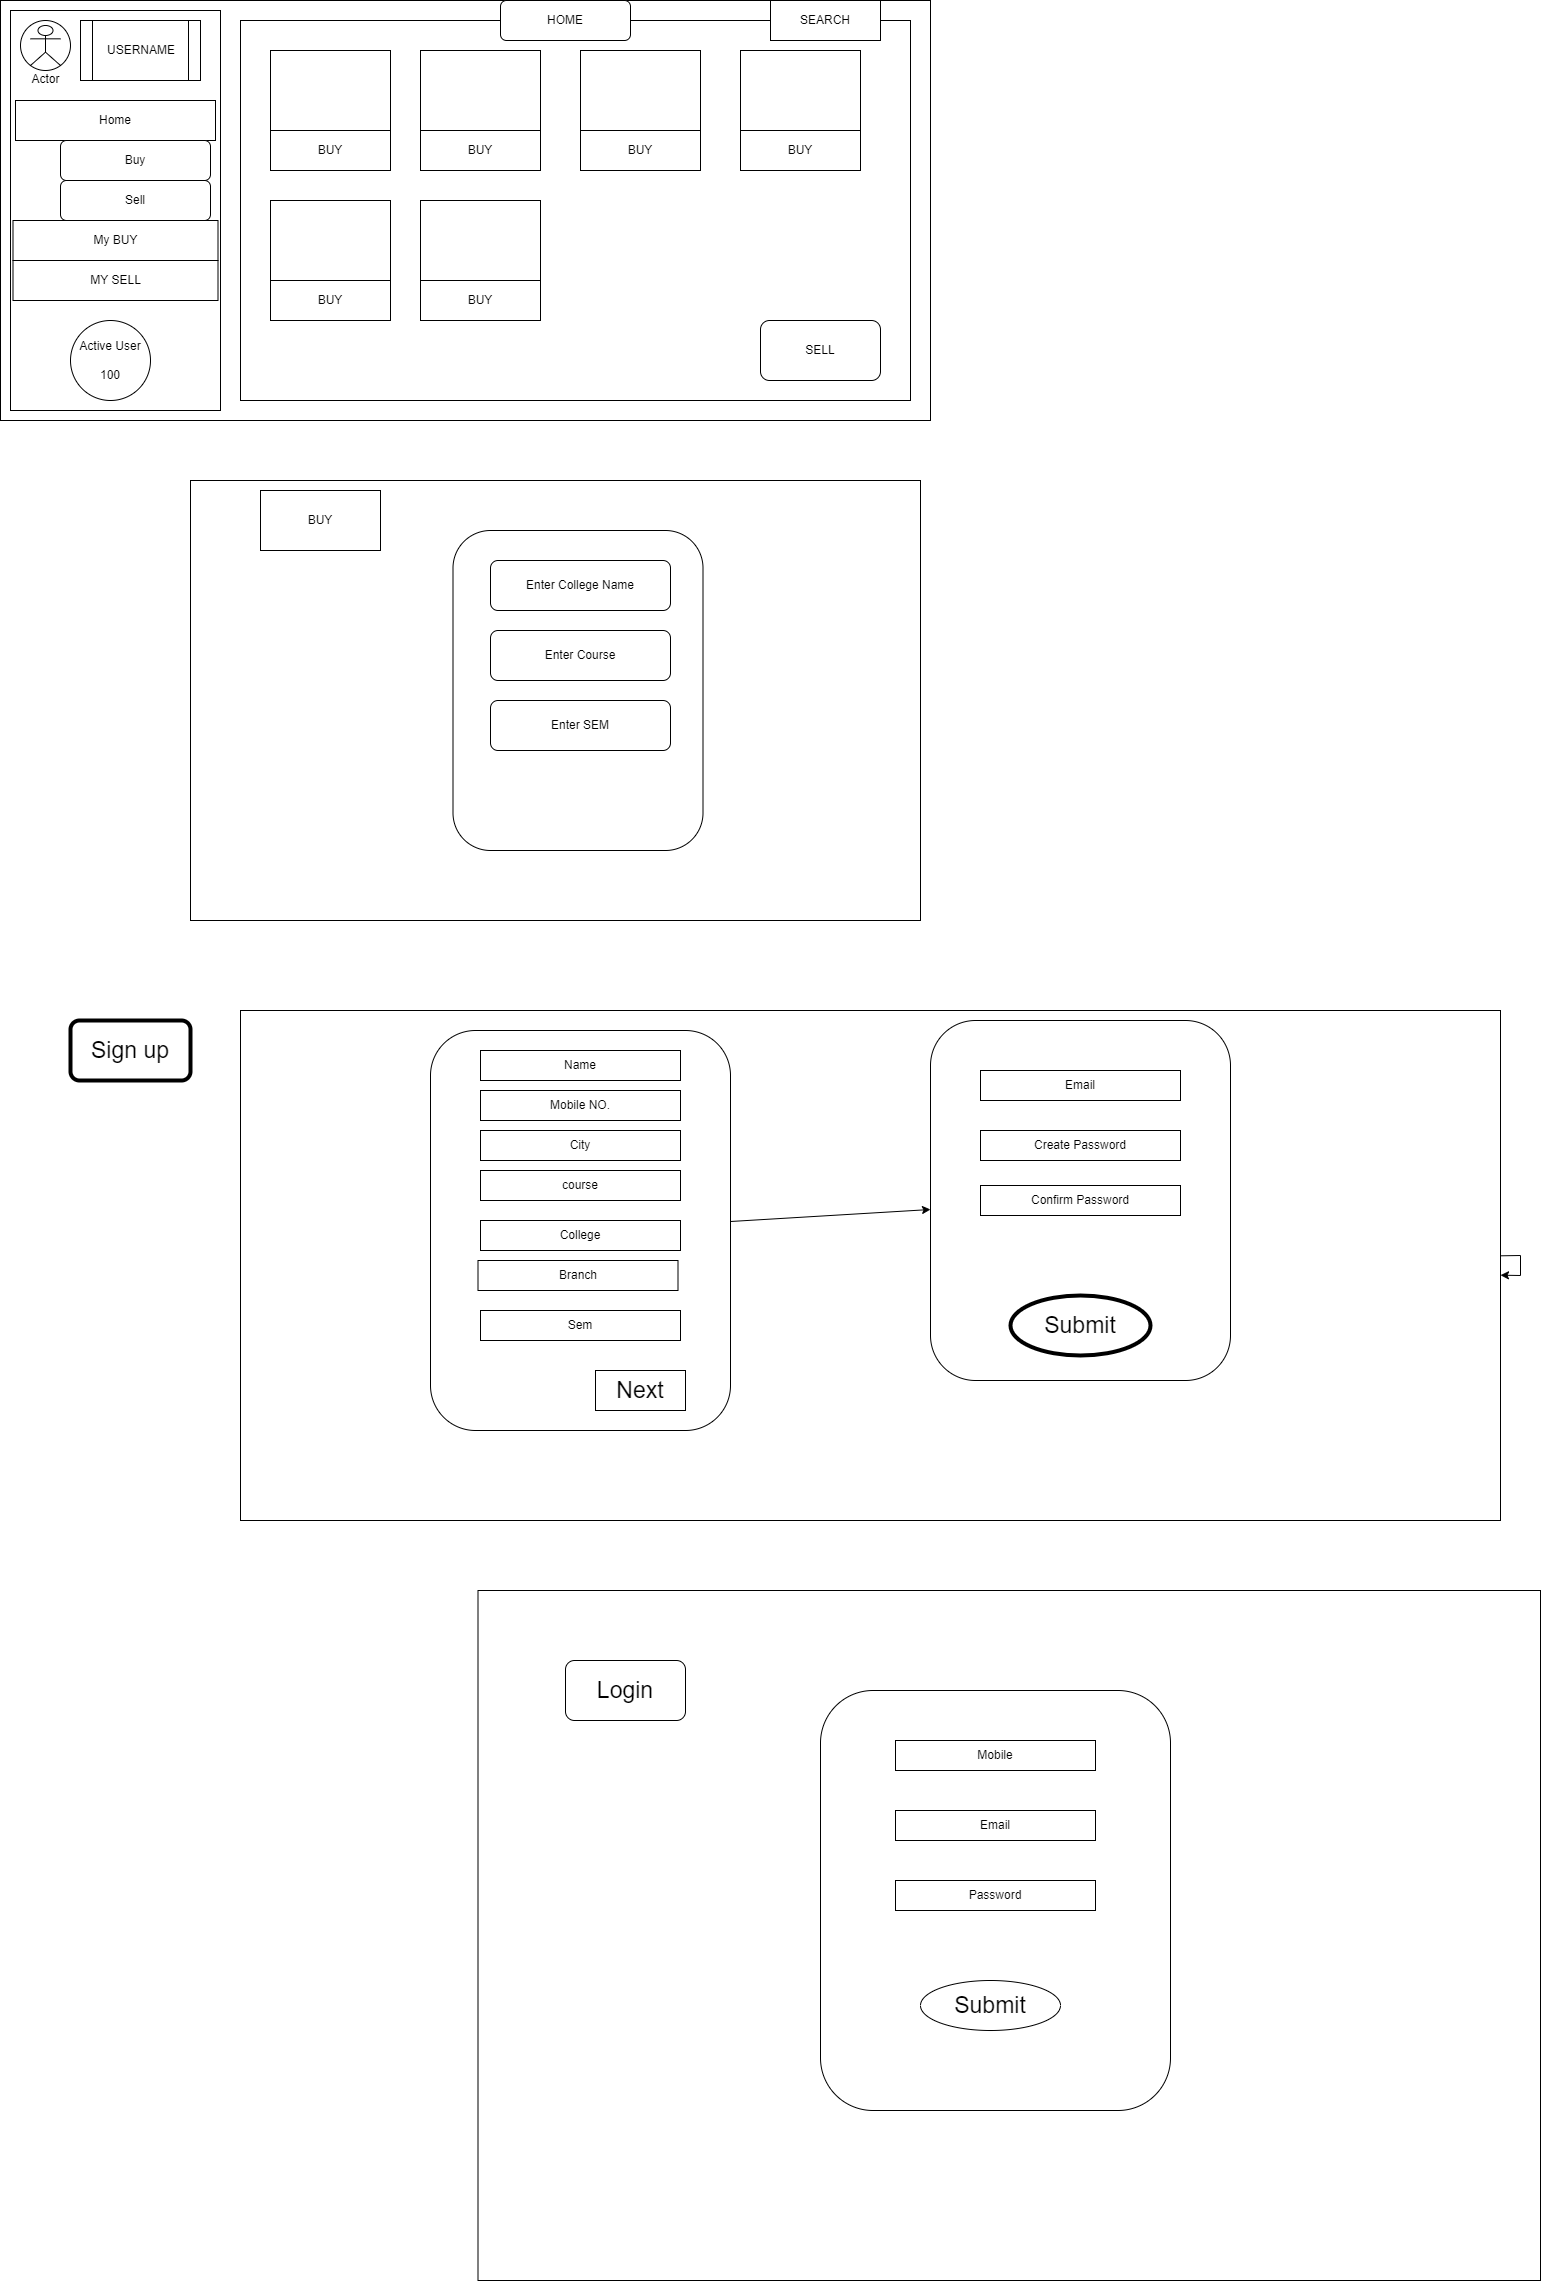 HOME
SEARCH
USERNAME
Actor
Home
Buy
Sell
My BUY
MY SELL
Active User
100
BUY
BUY
BUY
BUY
BUY
BUY
SELL
BUY
Enter College Name
Enter Course
Enter SEM
Sign up
Name
Mobile NO.
City
course
College
Branch
Sem
Next
Email
Create Password
Confirm Password
Submit
Login
Mobile
Email
Password
Submit